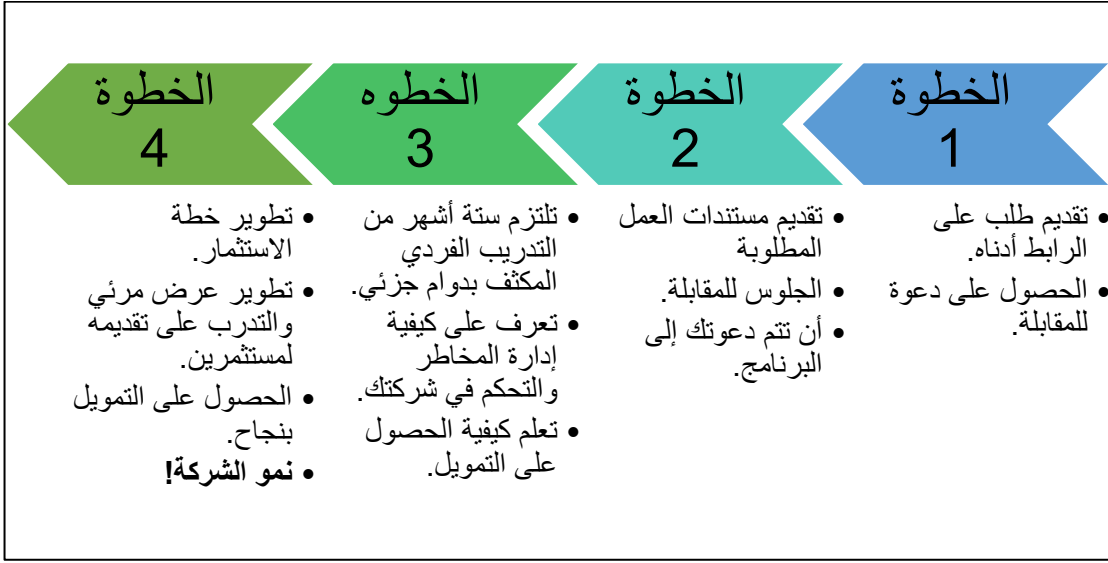 الخطوة
1
• تقديم طلب على
الرابط أدناه.
• الحصول على دعوة
للمقابلة.
الخطوة
2
• تقديم مستندات العمل
المطلوبة
• الجلوس للمقابلة.
• أن تتم دعوتك إلى
البرنامج.
الخطوه
3
• تلتزم ستة أشهر من
التدريب الفردي
المكثف بدوام جزئي.
• تعرف على كيفية
إدارة المخاطر
والتحكم في شركتك.
• تعلم كيفية الحصول
على التمويل.
الخطوة
4
• تطوير خطة
الاستثمار.
• تطوير عرض مرئي
والتدرب على تقديمه
لمستثمرين.
• الحصول على التمويل
بنجاح.
• نمو الشركة!